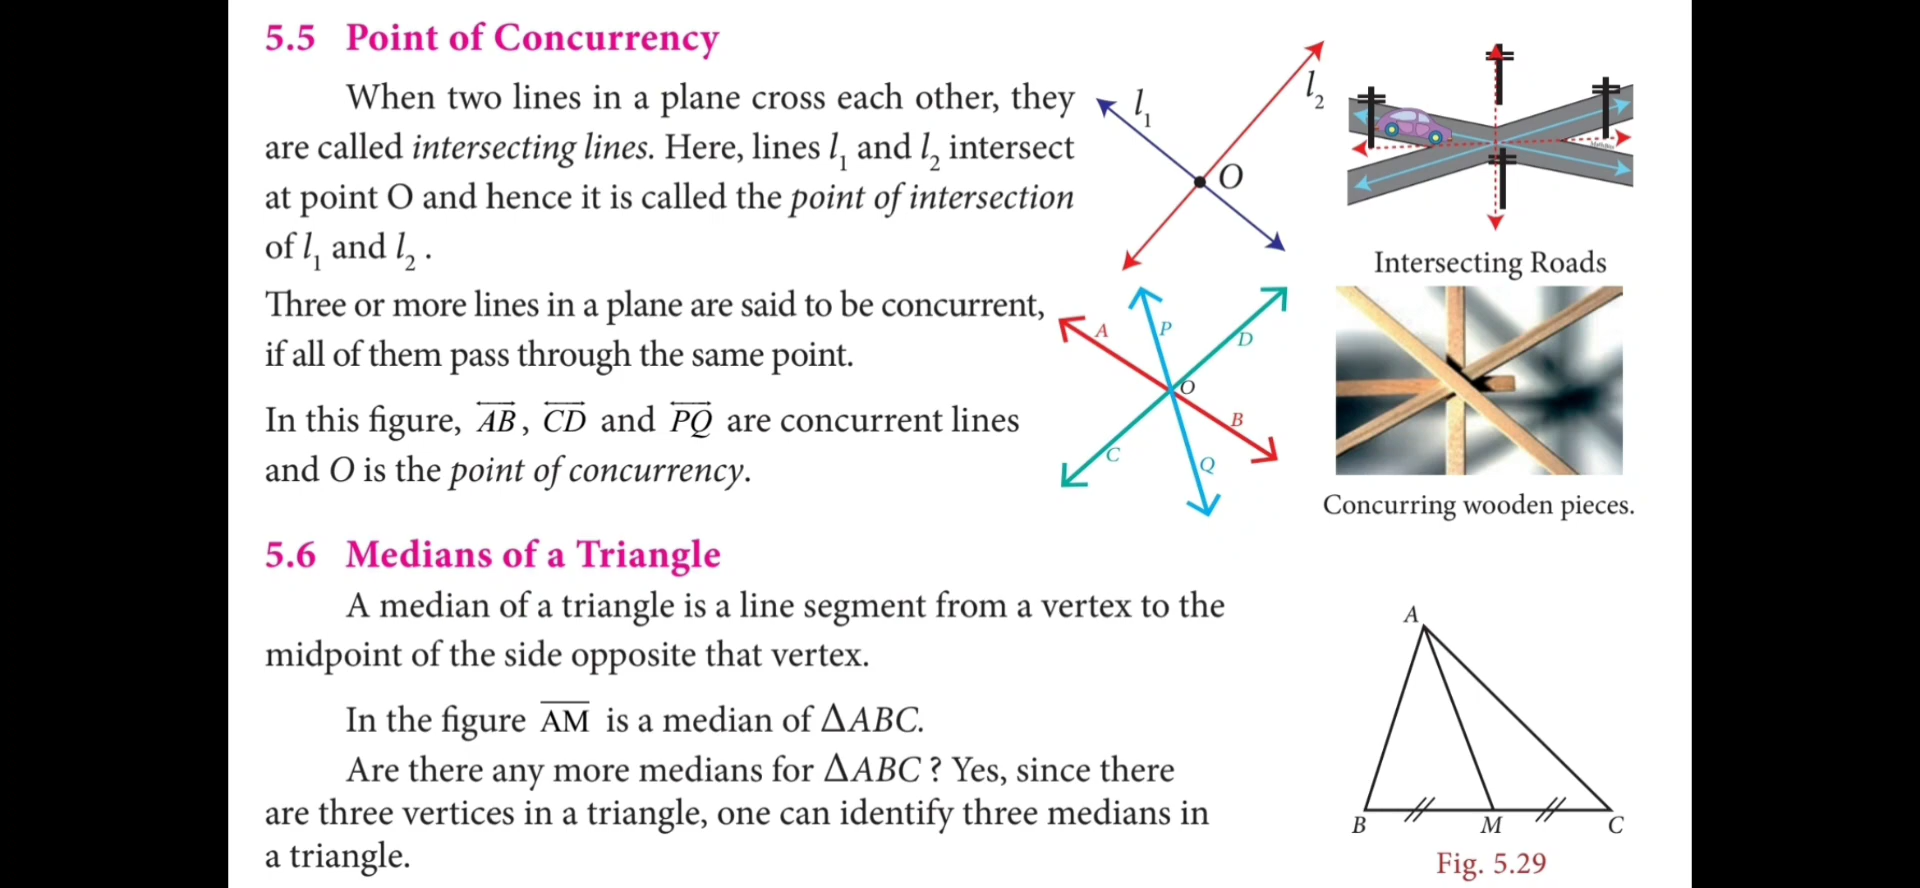 5.5 Point of Concurrency
When two lines in a plane cross each other, they
are called intersecting lines. Here, lines l₁ and l₂ intersect
at point O and hence it is called the point of intersection
of l₁ and l₂ .
l₁
l₂
O
Intersecting Roads
Three or more lines in a plane are said to be concurrent,
if all of them pass through the same point.
In this figure, AB, CD and PQ are concurrent lines
and O is the point of concurrency.
A
P
D
O
B
C
Q
Concurring wooden pieces.
5.6 Medians of a Triangle
A median of a triangle is a line segment from a vertex to the
midpoint of the side opposite that vertex.
In the figure AM is a median of ΔABC.
Are there any more medians for ΔABC ? Yes, since there
are three vertices in a triangle, one can identify three medians in
a triangle.
A
B M C
Fig. 5.29